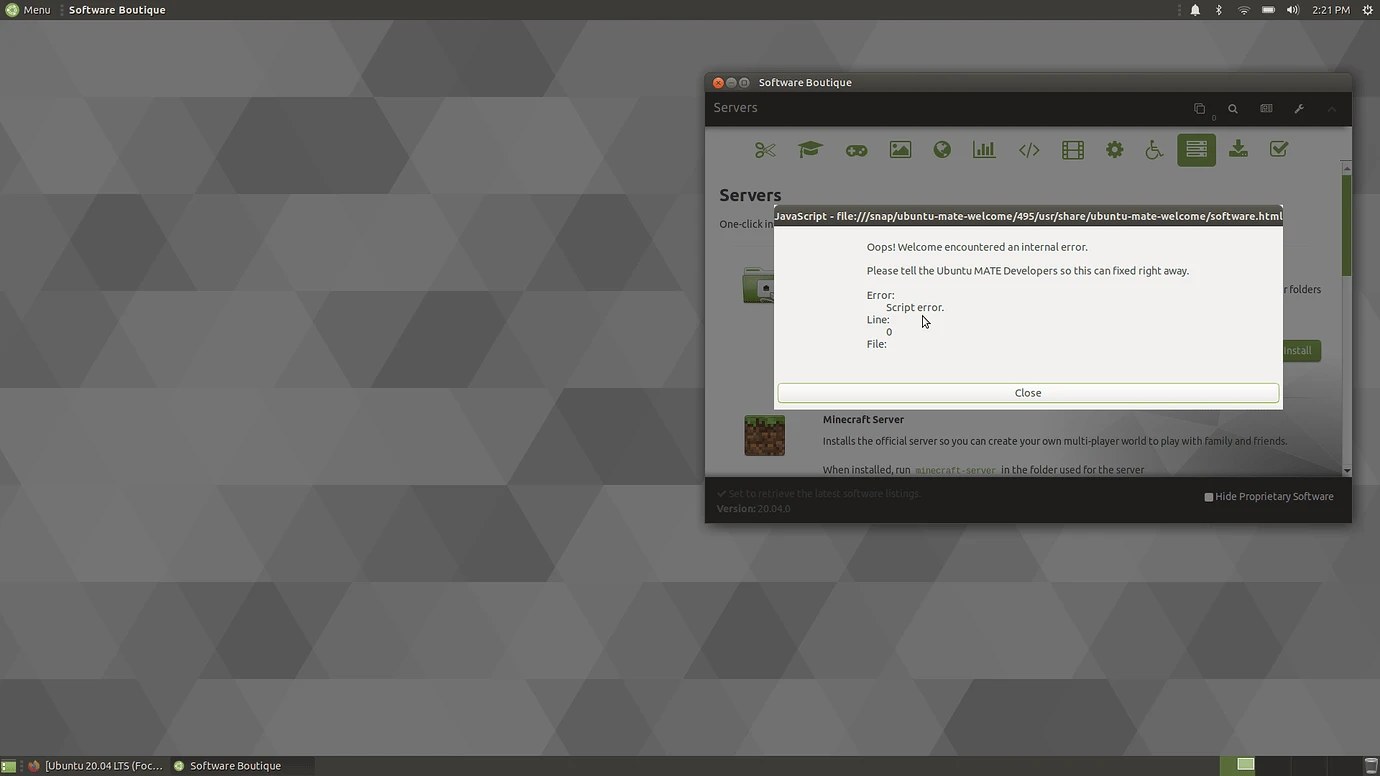 Menu
Software Boutique
2:21 PM
Software Boutique
Servers
0
Servers
One-click in
JavaScript - file:///snap/ubuntu-mate-welcome/495/usr/share/ubuntu-mate-welcome/software.html
Oops! Welcome encountered an internal error.
Please tell the Ubuntu MATE Developers so this can fixed right away.
Error:
Script error.
Line:
0
File:
Close
r folders
Install
Minecraft Server
Installs the official server so you can create your own multi-player world to play with family and friends.
When installed, run minecraft-server in the folder used for the server
Set to retrieve the latest software listings.
Version: 20.04.0
Hide Proprietary Software
[Ubuntu 20.04 LTS (Foc...
Software Boutique